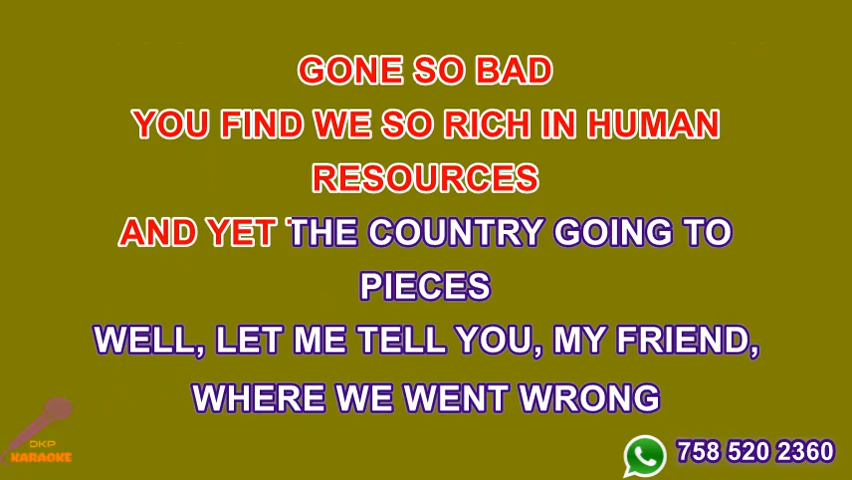 GONE SO BAD
YOU FIND WE SO RICH IN HUMAN
RESOURCES
AND YET THE COUNTRY GOING TO
PIECES
WELL, LET ME TELL YOU, MY FRIEND,
WHERE WE WENT WRONG
DKP
KARAOKE
758 520 2360